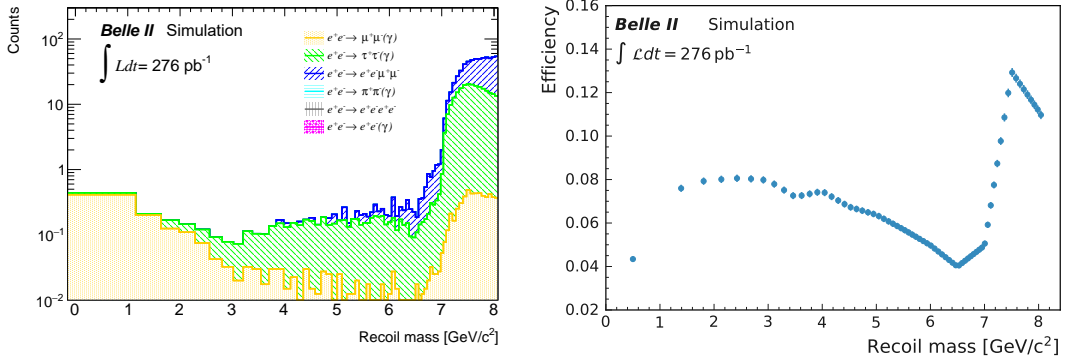 Belle II Simulation
∫ Ldt= 276 pb⁻¹
e⁺e⁻→ μ⁺μ⁻(γ)
e⁺e⁻→ τ⁺τ⁻(γ)
e⁺e⁻→ e⁺e⁻μ⁺μ⁻
e⁺e⁻→ π⁺π⁻(γ)
e⁺e⁻→ e⁺e⁻e⁺e⁻
e⁺e⁻→ e⁺e⁻(γ)
Counts
10²
10
1
10⁻¹
10⁻²
0 1 2 3 4 5 6 7 8
Recoil mass [GeV/c²]
Belle II Simulation
∫ ℒdt = 276 pb⁻¹
Efficiency
0.16
0.14
0.12
0.10
0.08
0.06
0.04
0.02
0 1 2 3 4 5 6 7 8
Recoil mass [GeV/c²]